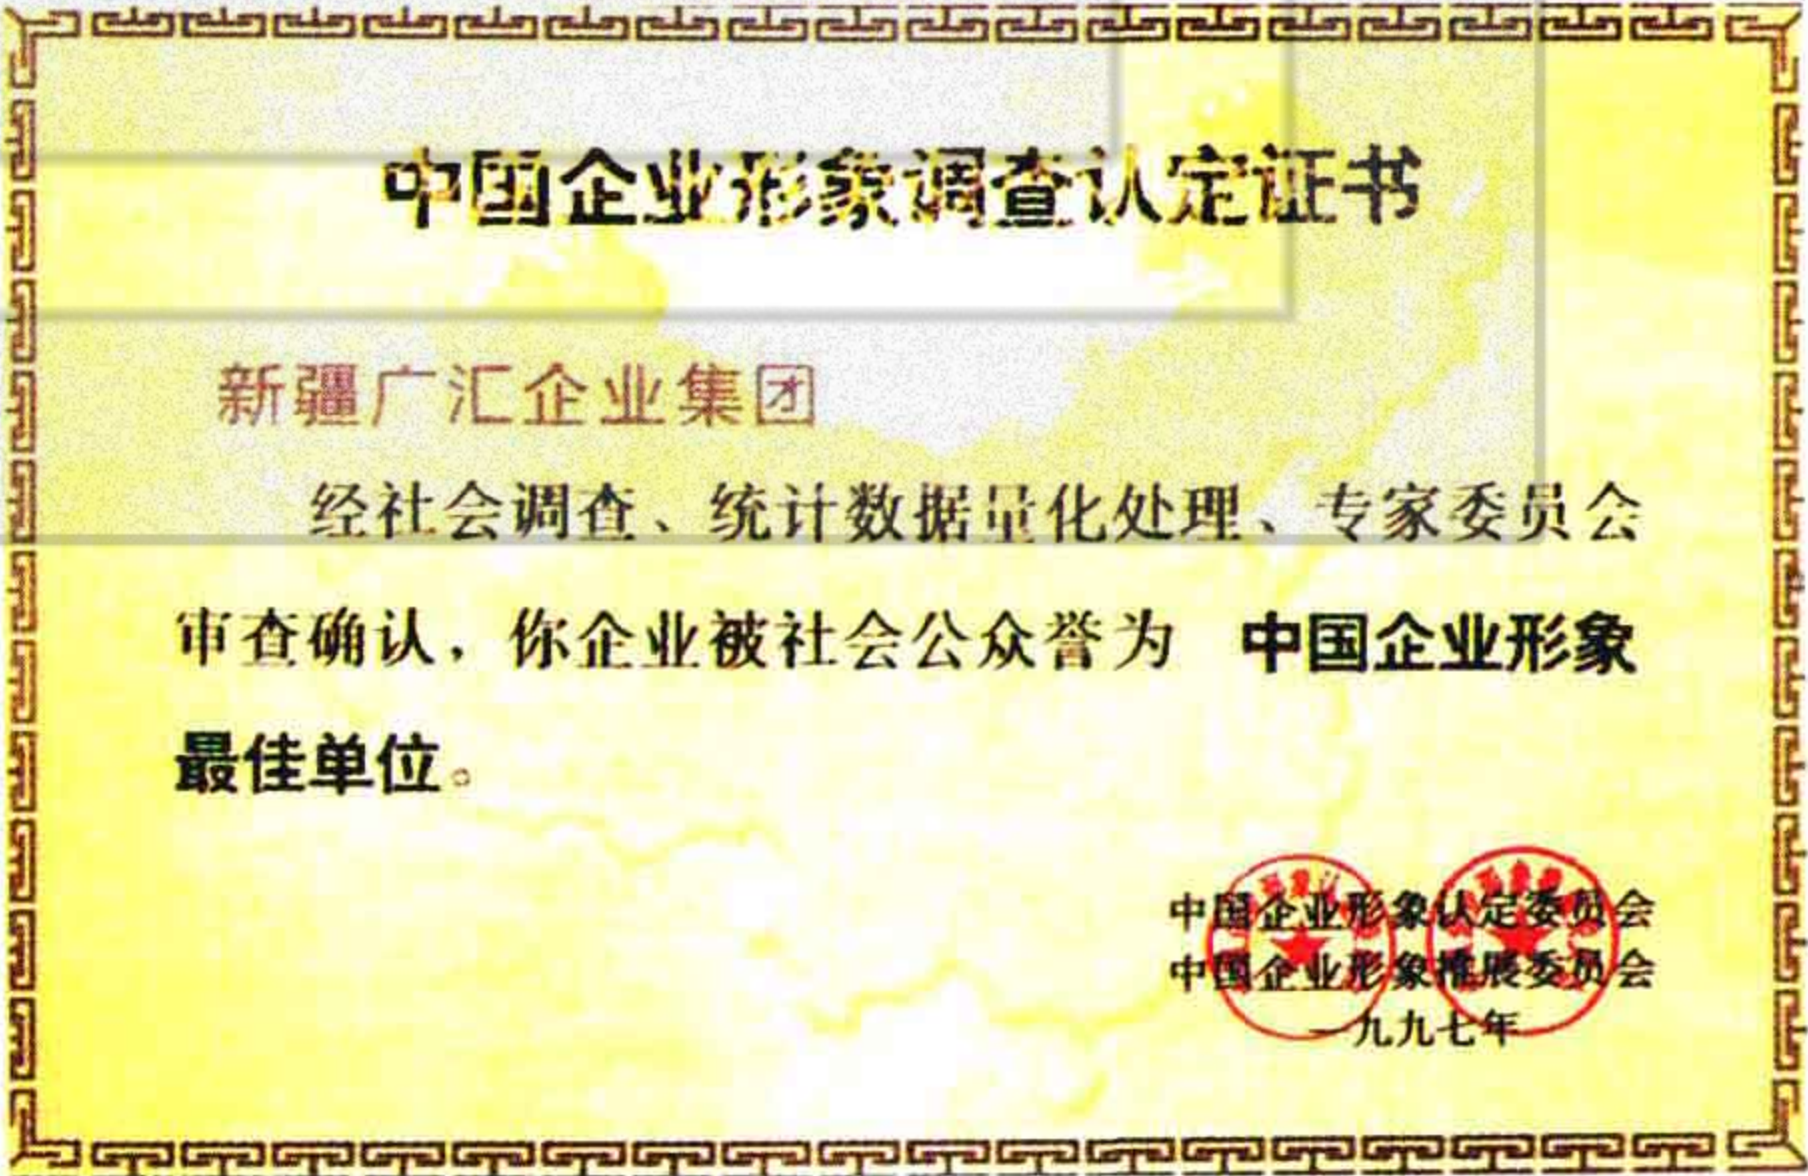 中国企业形象调查认定证书
新疆广汇企业集团
经社会调查、统计数据量化处理、专家委员会
审查确认，你企业被社会公众誉为 中国企业形象
最佳单位。
中国企业形象认定委员会
中国企业形象推展委员会
一九九七年